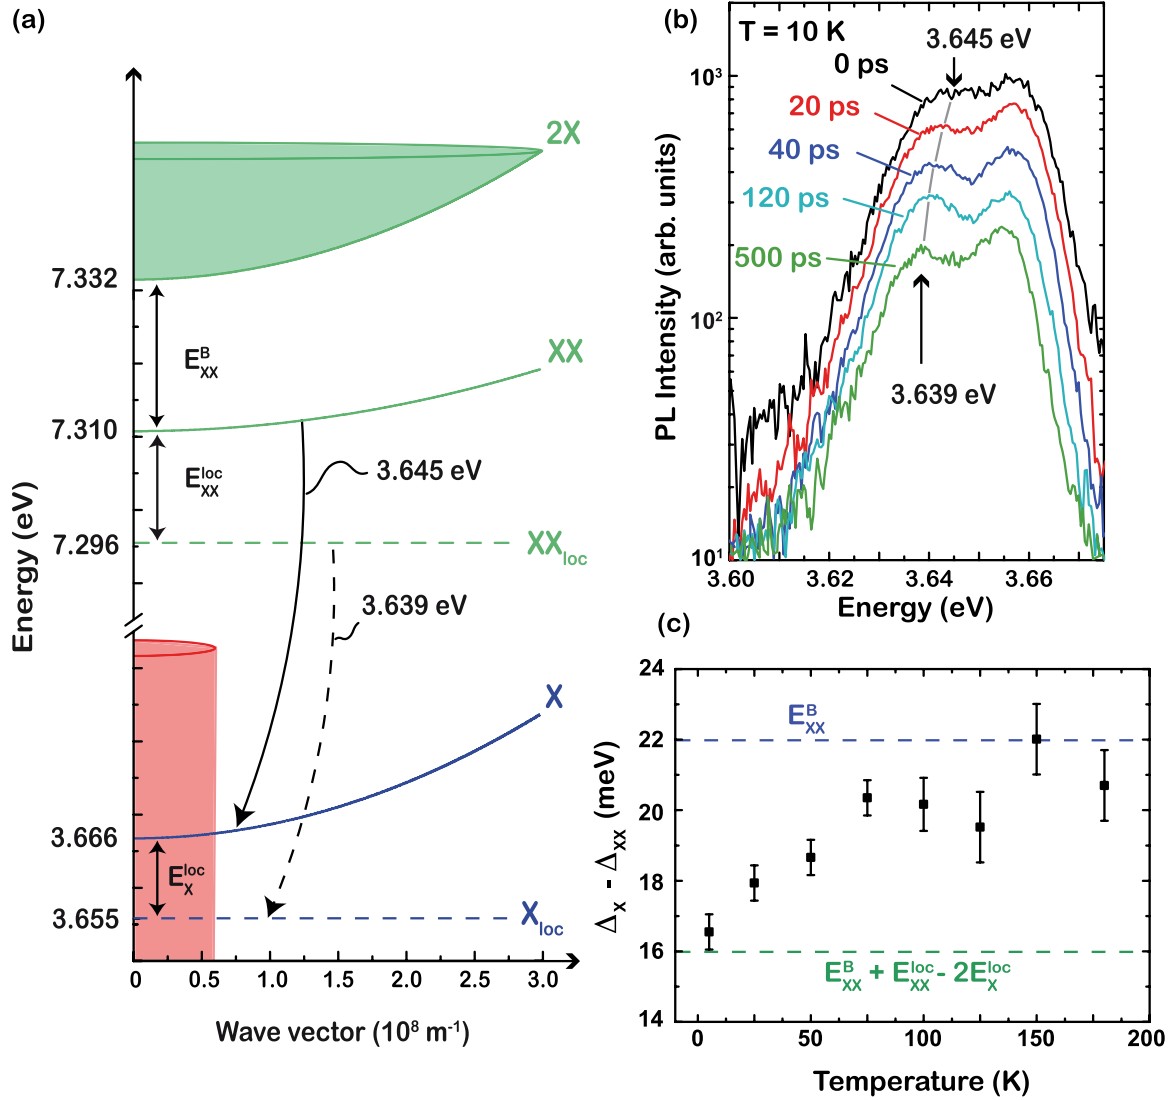 (a)
2X
7.332
E^B_XX
XX
7.310
E^loc_XX
3.645 eV
7.296
XX_loc
3.639 eV
X
3.666
E^loc_X
3.655
X_loc
0 0.5 1.0 1.5 2.0 2.5 3.0
Wave vector (10^8 m^-1)
Energy (eV)
(b)
T = 10 K
3.645 eV
0 ps
20 ps
40 ps
120 ps
500 ps
3.639 eV
10^3
10^2
10^1
3.60 3.62 3.64 3.66
Energy (eV)
PL Intensity (arb. units)
(c)
24
22
20
18
16
14
E^B_XX
E^B_XX + E^loc_XX - 2E^loc_X
0 50 100 150 200
Temperature (K)
Δ_X - Δ_XX (meV)